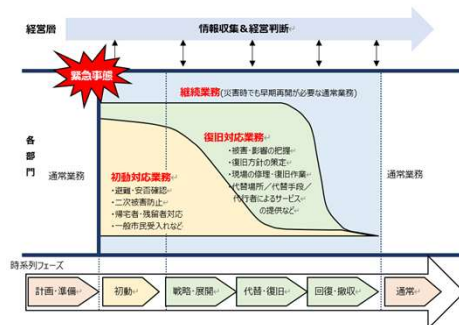 経営層
情報収集&経営判断
緊急事態
継続業務(災害時でも早期再開が必要な通常業務)
復旧対応業務
・被害・影響の把握
・復旧方針の策定
・現場の修理・復旧作業
・代替場所/代替手段/
代行者によるサービス
の提供など
各部門
通常業務
初動対応業務
・避難・安否確認
・二次被害防止
・帰宅者・残留者対応
・一般市民受入れなど
通常業務
時系列フェーズ
計画・準備
初動
戦略・展開
代替・復旧
回復・撤収
通常